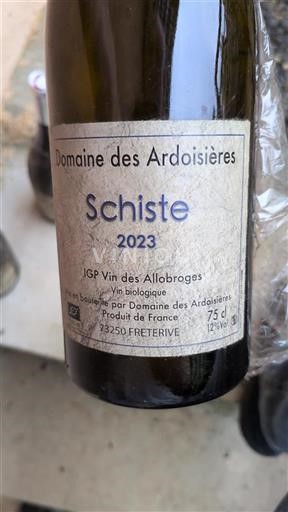 Domaine des Ardoisières
Schiste
2023
VINTO
IGP Vin des Allobroges
Vin biologique
en bouteille par Domaine des Ardoisières
Produit de France
75 cl
73250 FRETERIVE
12%Vol